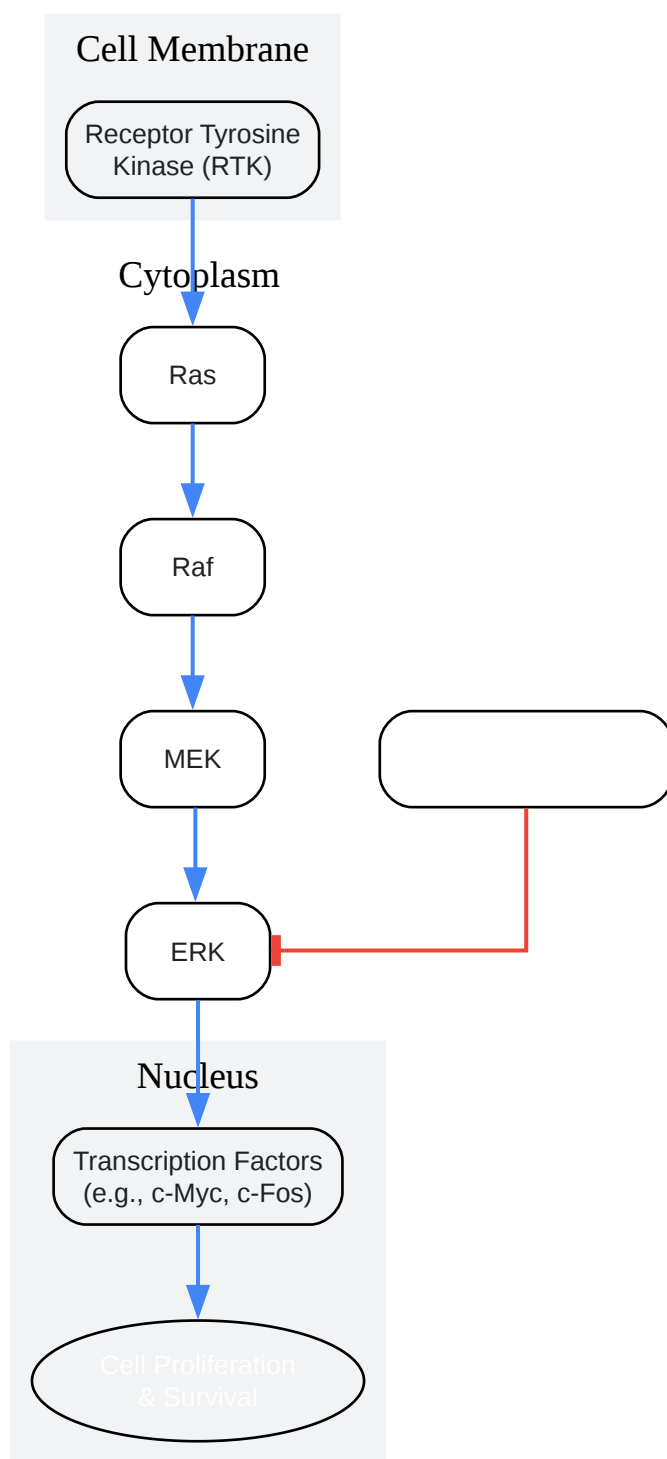 Cell Membrane
Receptor Tyrosine
Kinase (RTK)
Cytoplasm
Ras
Raf
MEK
ERK
Nucleus
Transcription Factors
(e.g., c-Myc, c-Fos)
Cell Proliferation
& Survival